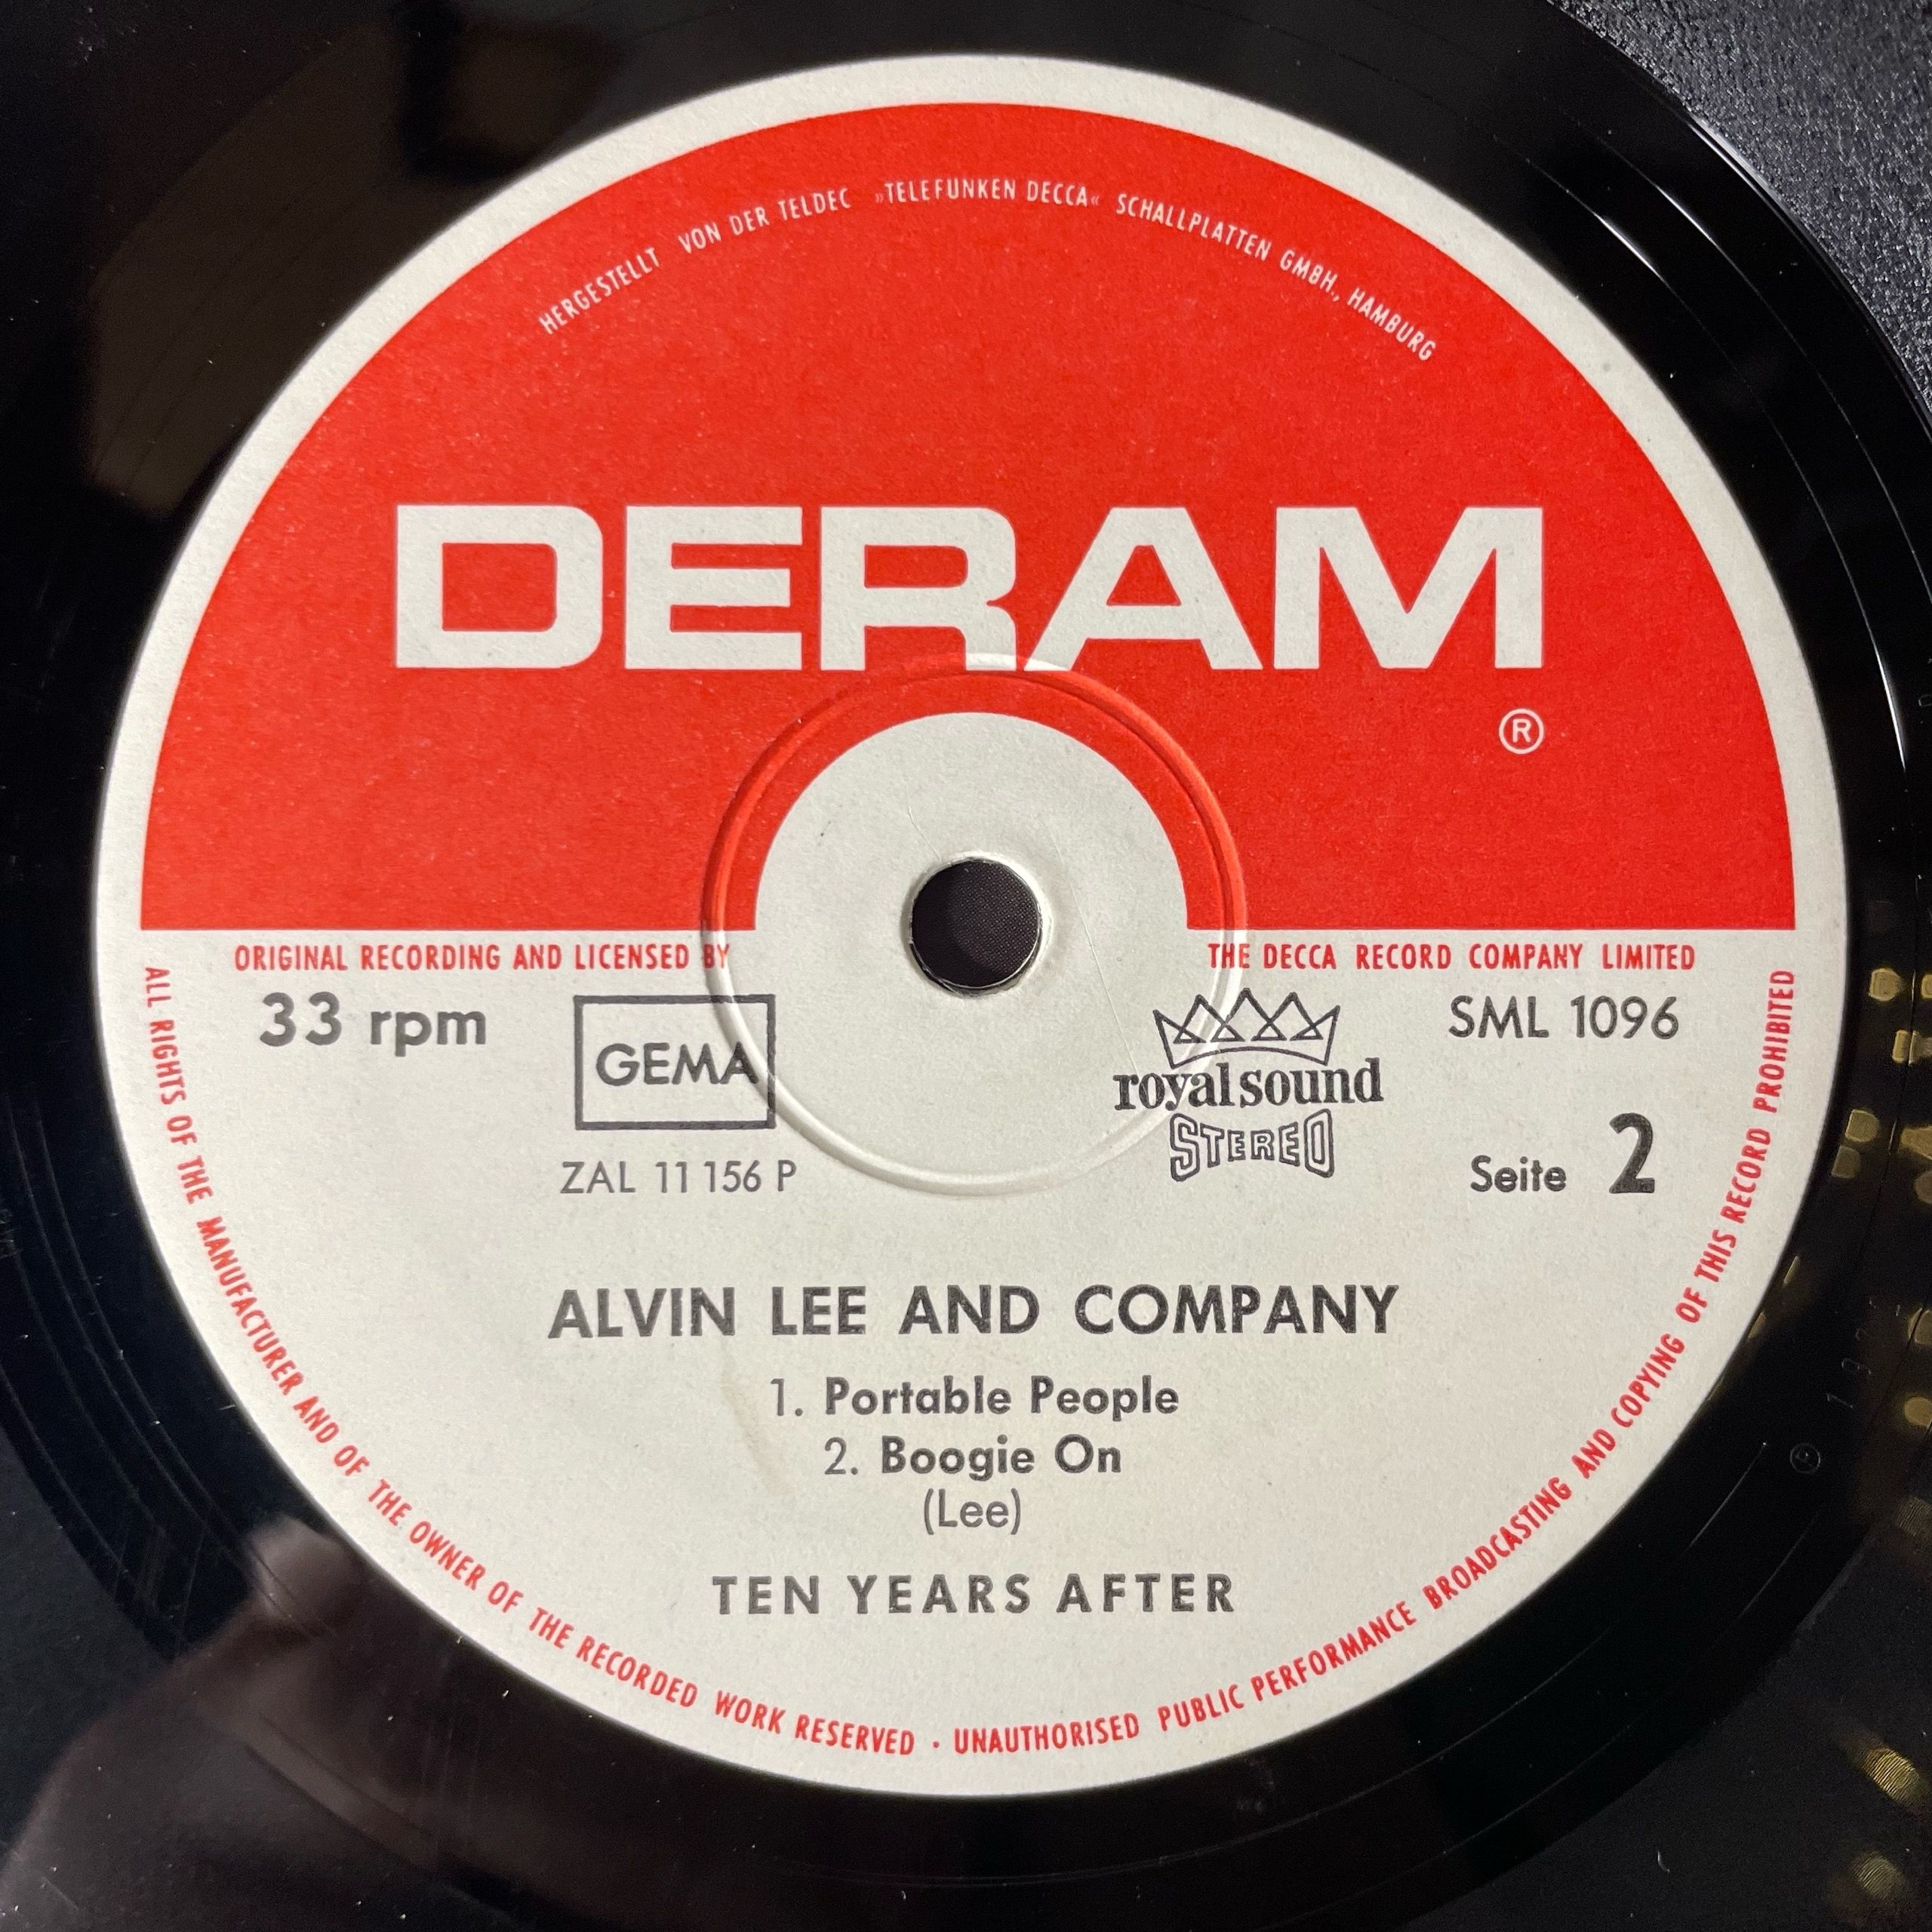 HERGESTELLT VON DER TELDEC »TELEFUNKEN DECCA« SCHALLPLATTEN GMBH., HAMBURG
DERAM
®
ORIGINAL RECORDING AND LICENSED BY THE DECCA RECORD COMPANY LIMITED
33 rpm
GEMA
ZAL 11 156 P
royalsound
STEREO
SML 1096
Seite 2
ALVIN LEE AND COMPANY
1. Portable People
2. Boogie On
(Lee)
TEN YEARS AFTER
ALL RIGHTS OF THE MANUFACTURER AND OF THE OWNER OF THE RECORDED WORK RESERVED · UNAUTHORISED PUBLIC PERFORMANCE BROADCASTING AND COPYING OF THIS RECORD PROHIBITED